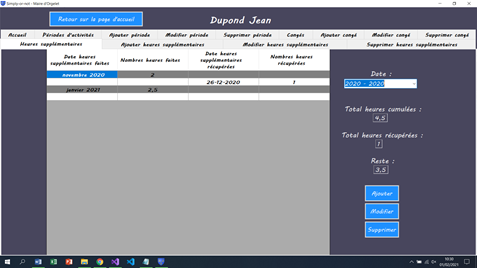 Simply-rn-rest - Mairie d'Orgelet
Retour sur la page d'accueil
Dupond Jean
Accueil Périodes d'activités Ajouter période Modifier période Supprimer période Congés Ajouter congé Modifier congé Supprimer congé
Heures supplémentaires Ajouter heures supplémentaires Modifier heures supplémentaires Supprimer heures supplémentaires
Date heures supplémentaires faites Nombres heures faites Date heures supplémentaires récupérées Nombres heures récupérées
novembre 2020 2
26-12-2020 1
janvier 2021 2,5
Date :
2020 - 2020
Total heures cumulées :
4,5
Total heures récupérées :
1
Reste :
3,5
Ajouter
Modifier
Supprimer
10:30
01/02/2021